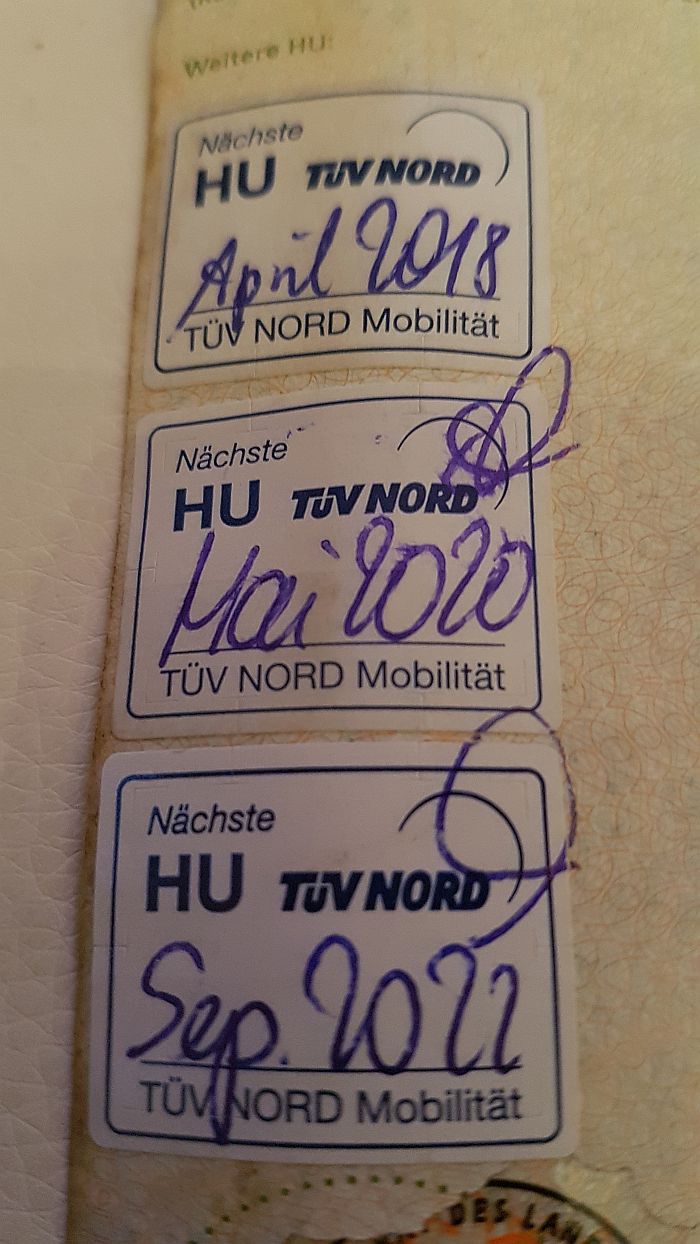 Weitere HU:
Nächste
HU TÜV NORD
April 2018
TÜV NORD Mobilität
Nächste
HU TÜV NORD
Mai 2020
TÜV NORD Mobilität
Nächste
HU TÜV NORD
Sep. 2022
TÜV NORD Mobilität
DES LAN